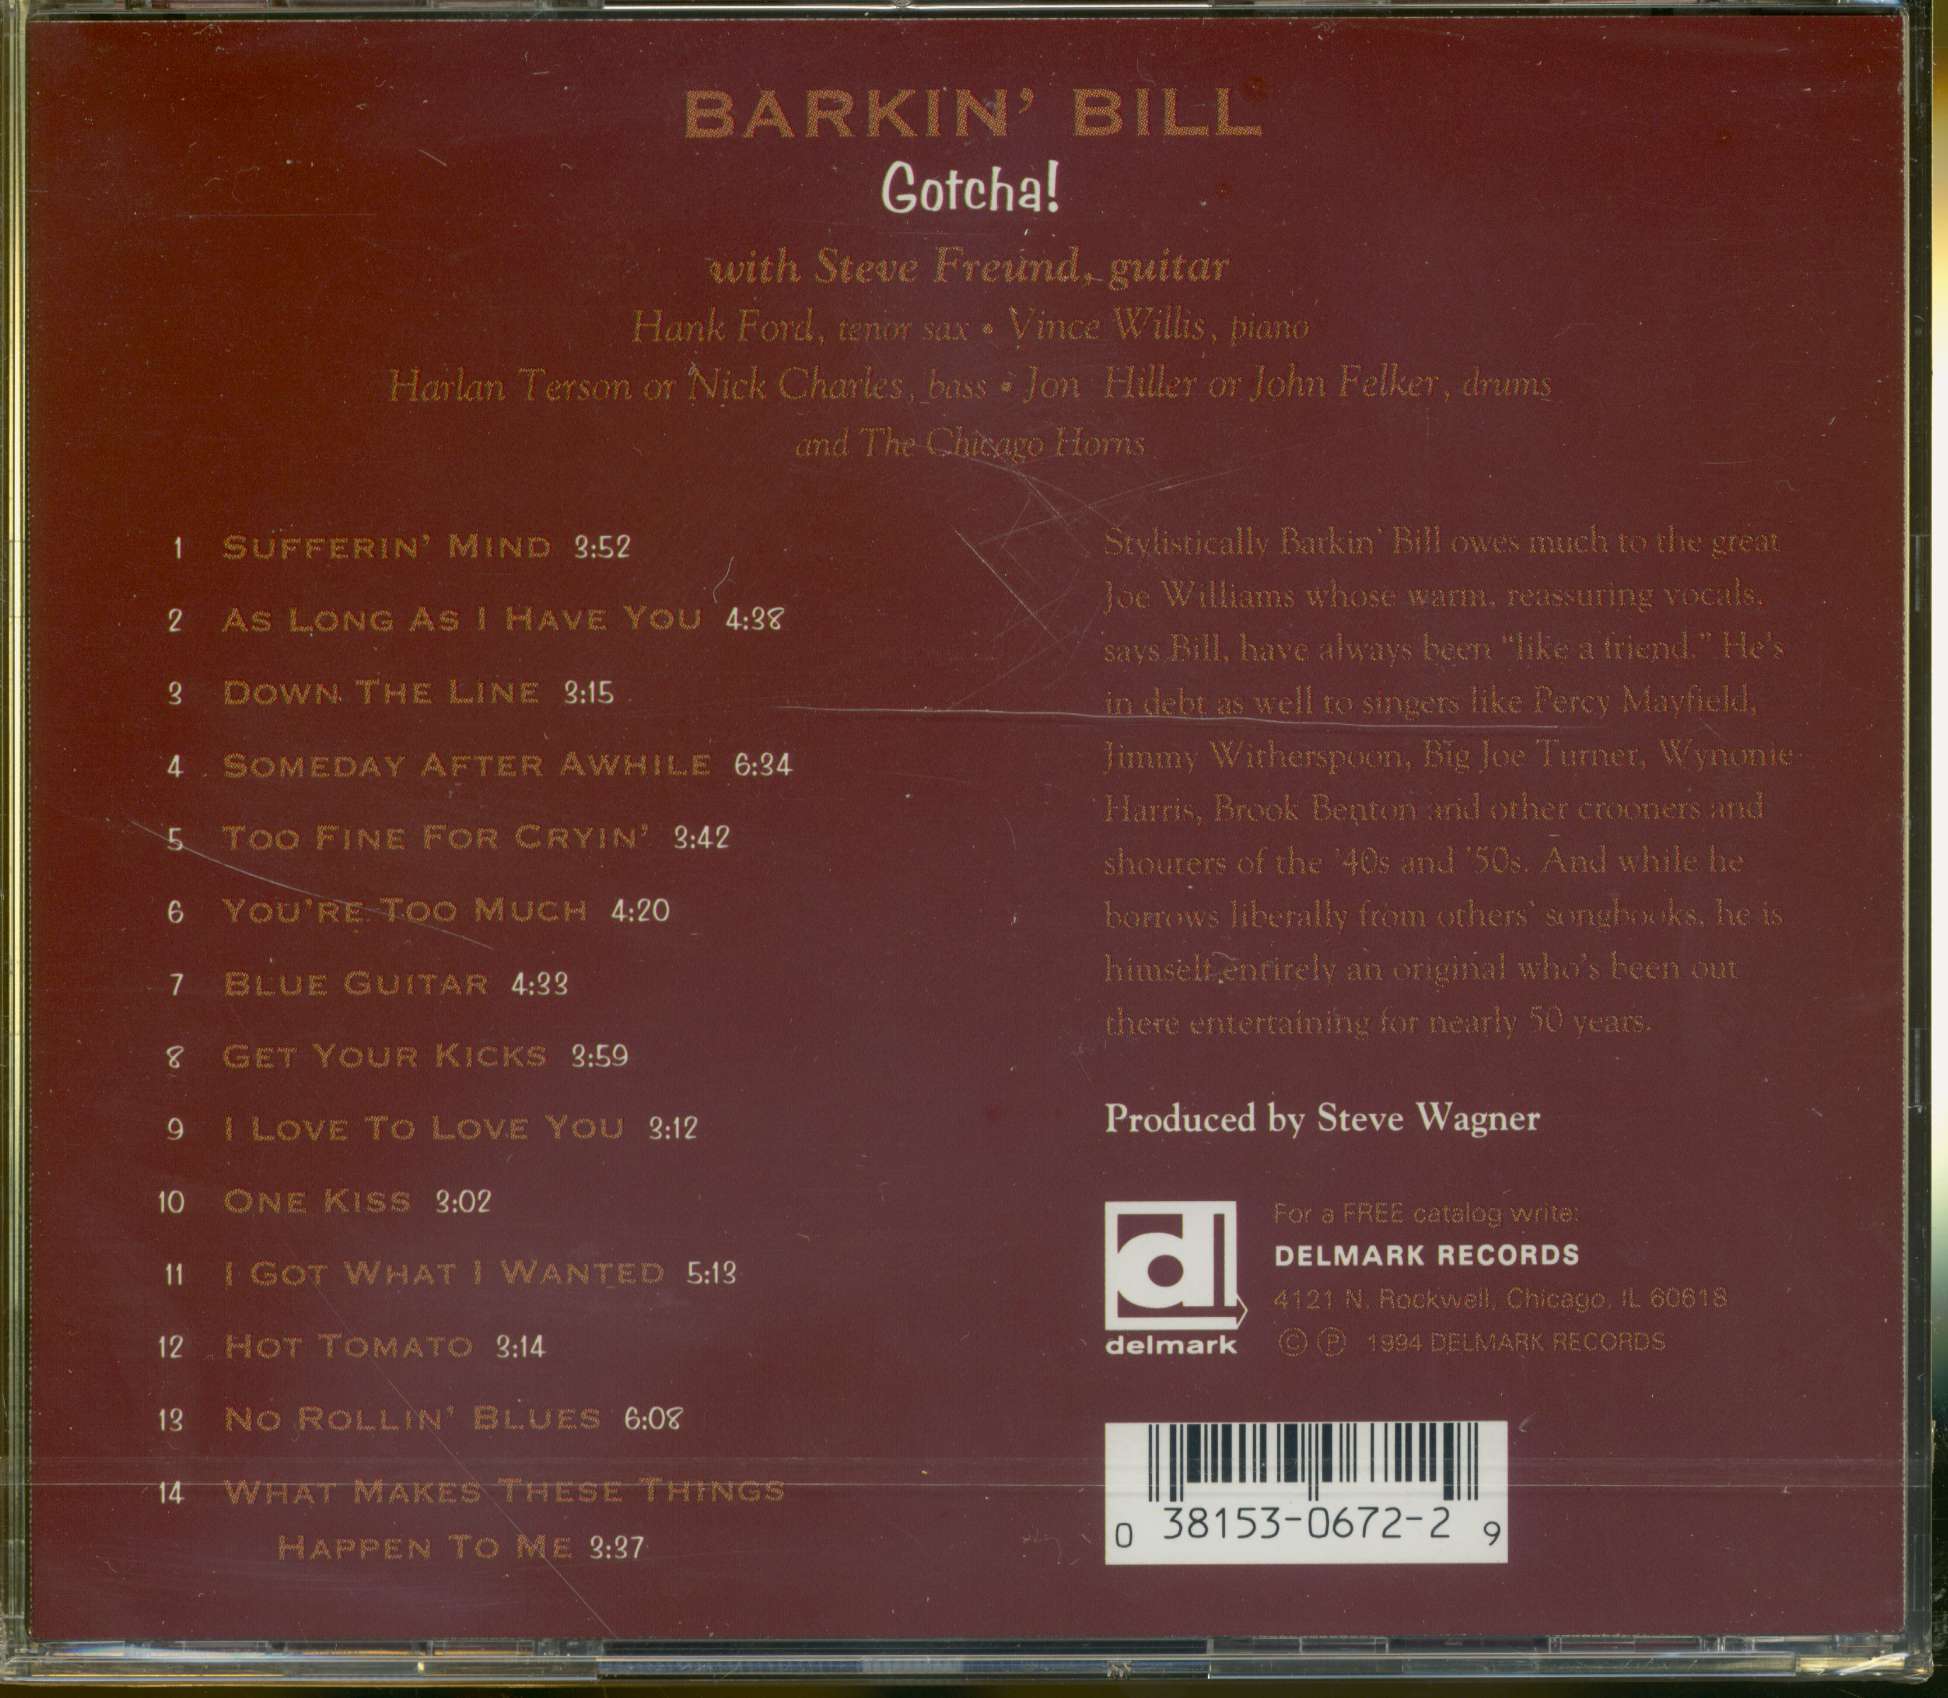 BARKIN' BILL
Gotcha!
with Steve Freund, guitar
Hank Ford, tenor sax • Vince Willis, piano
Harlan Terson or Nick Charles, bass • Jon Hiller or John Felker, drums
and The Chicago Horns
1 SUFFERIN' MIND 3:52
2 AS LONG AS I HAVE YOU 4:38
3 DOWN THE LINE 3:15
4 SOMEDAY AFTER AWHILE 6:34
5 TOO FINE FOR CRYIN' 3:42
6 YOU'RE TOO MUCH 4:20
7 BLUE GUITAR 4:33
8 GET YOUR KICKS 3:59
9 I LOVE TO LOVE YOU 3:12
10 ONE KISS 3:02
11 I GOT WHAT I WANTED 5:13
12 HOT TOMATO 3:14
13 NO ROLLIN' BLUES 6:08
14 WHAT MAKES THESE THINGS
HAPPEN TO ME 3:37
Stylistically Barkin' Bill owes much to the great
Joe Williams whose warm, reassuring vocals,
says Bill, have always been "like a friend." He's
in debt as well to singers like Percy Mayfield,
Jimmy Witherspoon, Big Joe Turner, Wynonie
Harris, Brook Benton and other crooners and
shouters of the '40s and '50s. And while he
borrows liberally from others' songbooks, he is
himself entirely an original who's been out
there entertaining for nearly 50 years.
Produced by Steve Wagner
dl
delmark
For a FREE catalog write:
DELMARK RECORDS
4121 N. Rockwell, Chicago, IL 60618
© ℗ 1994 DELMARK RECORDS
0 38153-0672-2 9